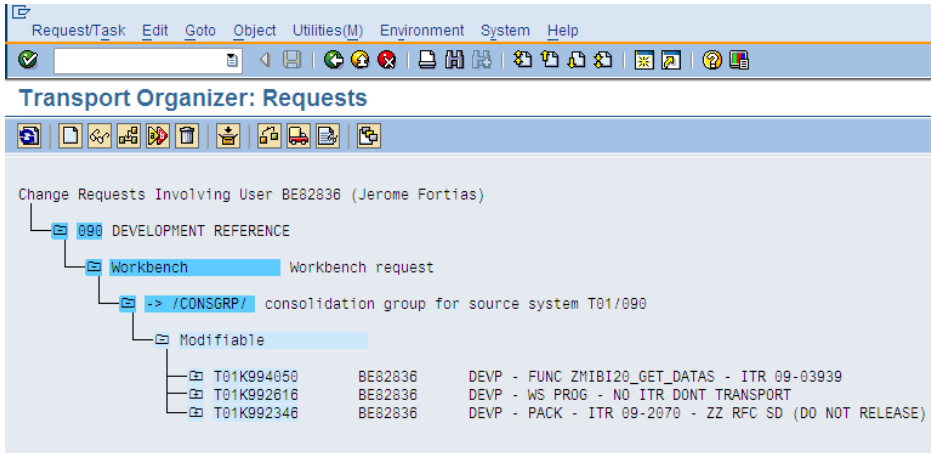 Request/Task Edit Goto Object Utilities(M) Environment System Help
Transport Organizer: Requests
Change Requests Involving User BE82836 (Jerome Fortias)
090 DEVELOPMENT REFERENCE
Workbench Workbench request
-> /CONSGRP/ consolidation group for source system T01/090
Modifiable
T01K994050 BE82836 DEVP - FUNC ZMIBI20_GET_DATAS - ITR 09-03939
T01K992616 BE82836 DEVP - WS PROG - NO ITR DONT TRANSPORT
T01K992346 BE82836 DEVP - PACK - ITR 09-2070 - ZZ RFC SD (DO NOT RELEASE)